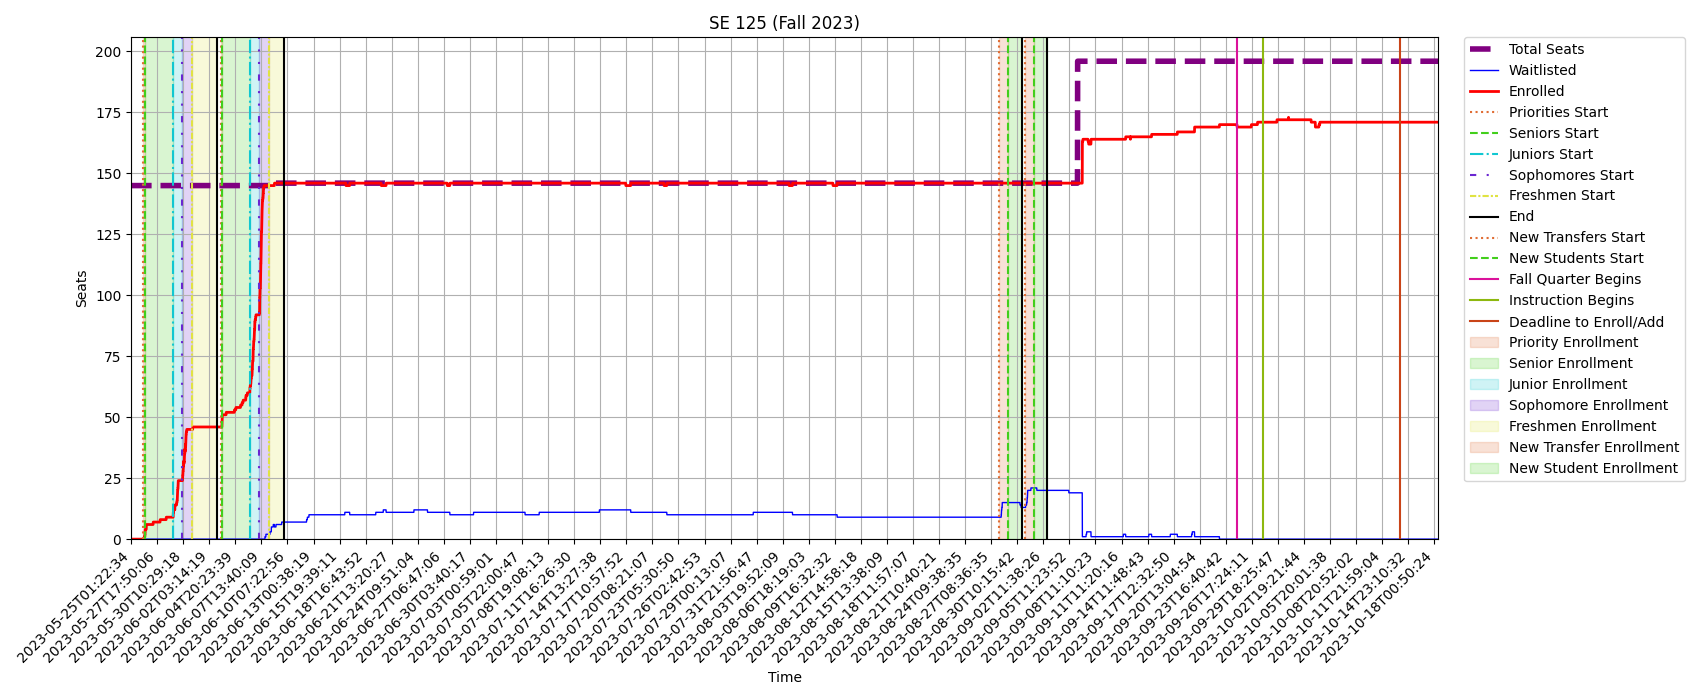 SE 125 (Fall 2023)
Seats
200
175
150
125
100
75
50
25
0
2023-05-25T01:22:34
2023-05-27T17:50:06
2023-05-30T10:29:18
2023-06-02T03:14:19
2023-06-04T20:23:39
2023-06-07T13:40:09
2023-06-10T07:22:56
2023-06-13T00:38:19
2023-06-15T19:39:11
2023-06-18T16:43:52
2023-06-21T13:20:27
2023-06-24T09:51:04
2023-06-27T06:47:06
2023-06-30T03:40:17
2023-07-03T00:59:01
2023-07-05T22:00:47
2023-07-08T19:08:13
2023-07-11T16:26:30
2023-07-14T13:27:38
2023-07-17T10:57:52
2023-07-20T08:21:07
2023-07-23T05:30:50
2023-07-26T02:42:53
2023-07-29T00:13:07
2023-07-31T21:56:47
2023-08-03T19:52:09
2023-08-06T18:19:03
2023-08-09T16:32:32
2023-08-12T14:58:18
2023-08-15T13:38:09
2023-08-18T11:57:07
2023-08-21T10:40:21
2023-08-24T09:38:35
2023-08-27T08:36:35
2023-08-30T10:15:42
2023-09-02T11:38:26
2023-09-05T11:23:52
2023-09-08T11:10:23
2023-09-11T11:20:16
2023-09-14T11:48:43
2023-09-17T12:32:50
2023-09-20T13:04:54
2023-09-23T16:40:42
2023-09-26T17:24:11
2023-09-29T18:25:47
2023-10-02T19:21:44
2023-10-05T20:01:38
2023-10-08T20:52:02
2023-10-11T21:59:04
2023-10-14T23:10:32
2023-10-18T00:50:24
Time
Total Seats
Waitlisted
Enrolled
Priorities Start
Seniors Start
Juniors Start
Sophomores Start
Freshmen Start
End
New Transfers Start
New Students Start
Fall Quarter Begins
Instruction Begins
Deadline to Enroll/Add
Priority Enrollment
Senior Enrollment
Junior Enrollment
Sophomore Enrollment
Freshmen Enrollment
New Transfer Enrollment
New Student Enrollment